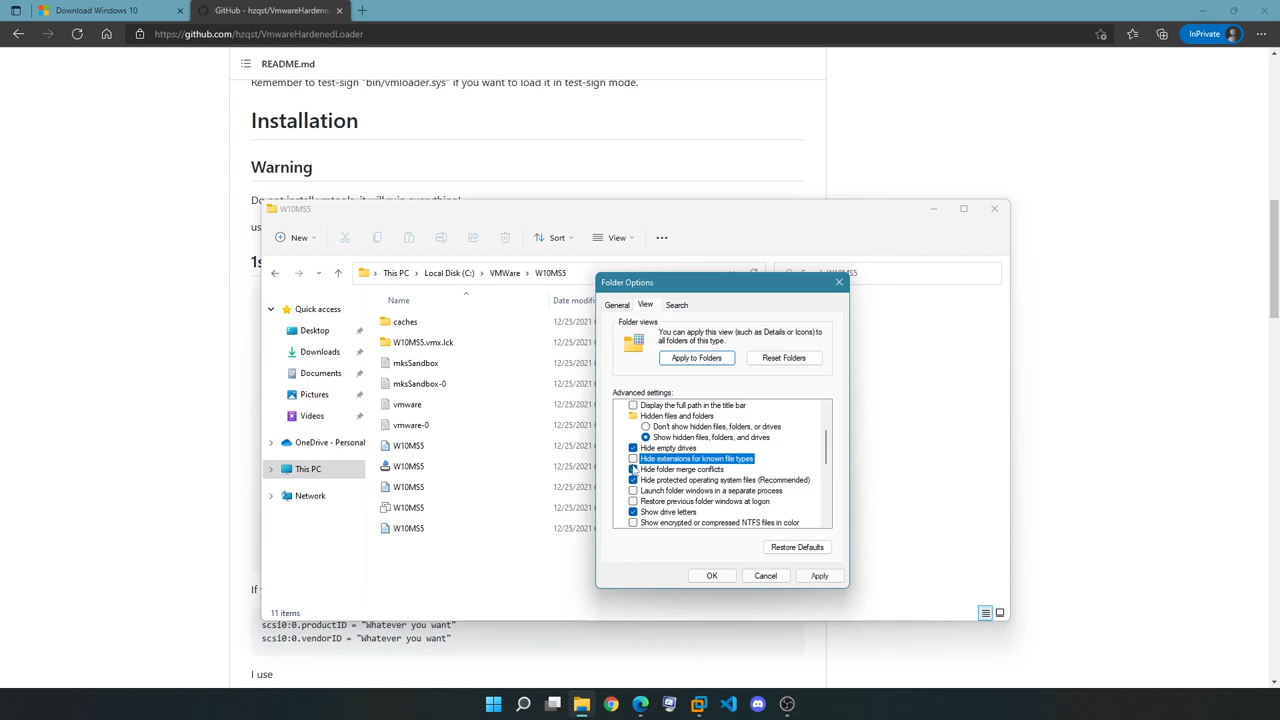 Download Windows 10
GitHub - hzqst/VmwareHardened
https://github.com/hzqst/VmwareHardenedLoader
InPrivate
README.md
Remember to test-sign "bin/vmloader.sys" if you want to load it in test-sign mode.
Installation
Warning
W10MS5
New
Sort
View
This PC
Local Disk (C:)
VMWare
W10MS5
Name
Date modifi
Quick access
Desktop
Downloads
Documents
Pictures
Videos
OneDrive - Personal
This PC
Network
caches
12/25/2021
W10MS5.vmx.lck
12/25/2021
mksSandbox
12/25/2021
mksSandbox-0
12/25/2021
vmware
12/25/2021
vmware-0
12/25/2021
W10MS5
12/25/2021
W10MS5
12/25/2021
W10MS5
12/25/2021
W10MS5
12/25/2021
W10MS5
12/25/2021
11 items
Folder Options
General
View
Search
Folder views
You can apply this view (such as Details or Icons) to
all folders of this type.
Apply to Folders
Reset Folders
Advanced settings:
Display the full path in the title bar
Hidden files and folders
Don't show hidden files, folders, or drives
Show hidden files, folders, and drives
Hide empty drives
Hide extensions for known file types
Hide folder merge conflicts
Hide protected operating system files (Recommended)
Launch folder windows in a separate process
Restore previous folder windows at logon
Show drive letters
Show encrypted or compressed NTFS files in color
Restore Defaults
OK
Cancel
Apply
If
scsi0:0.productID = "Whatever you want"
scsi0:0.vendorID = "Whatever you want"
I use